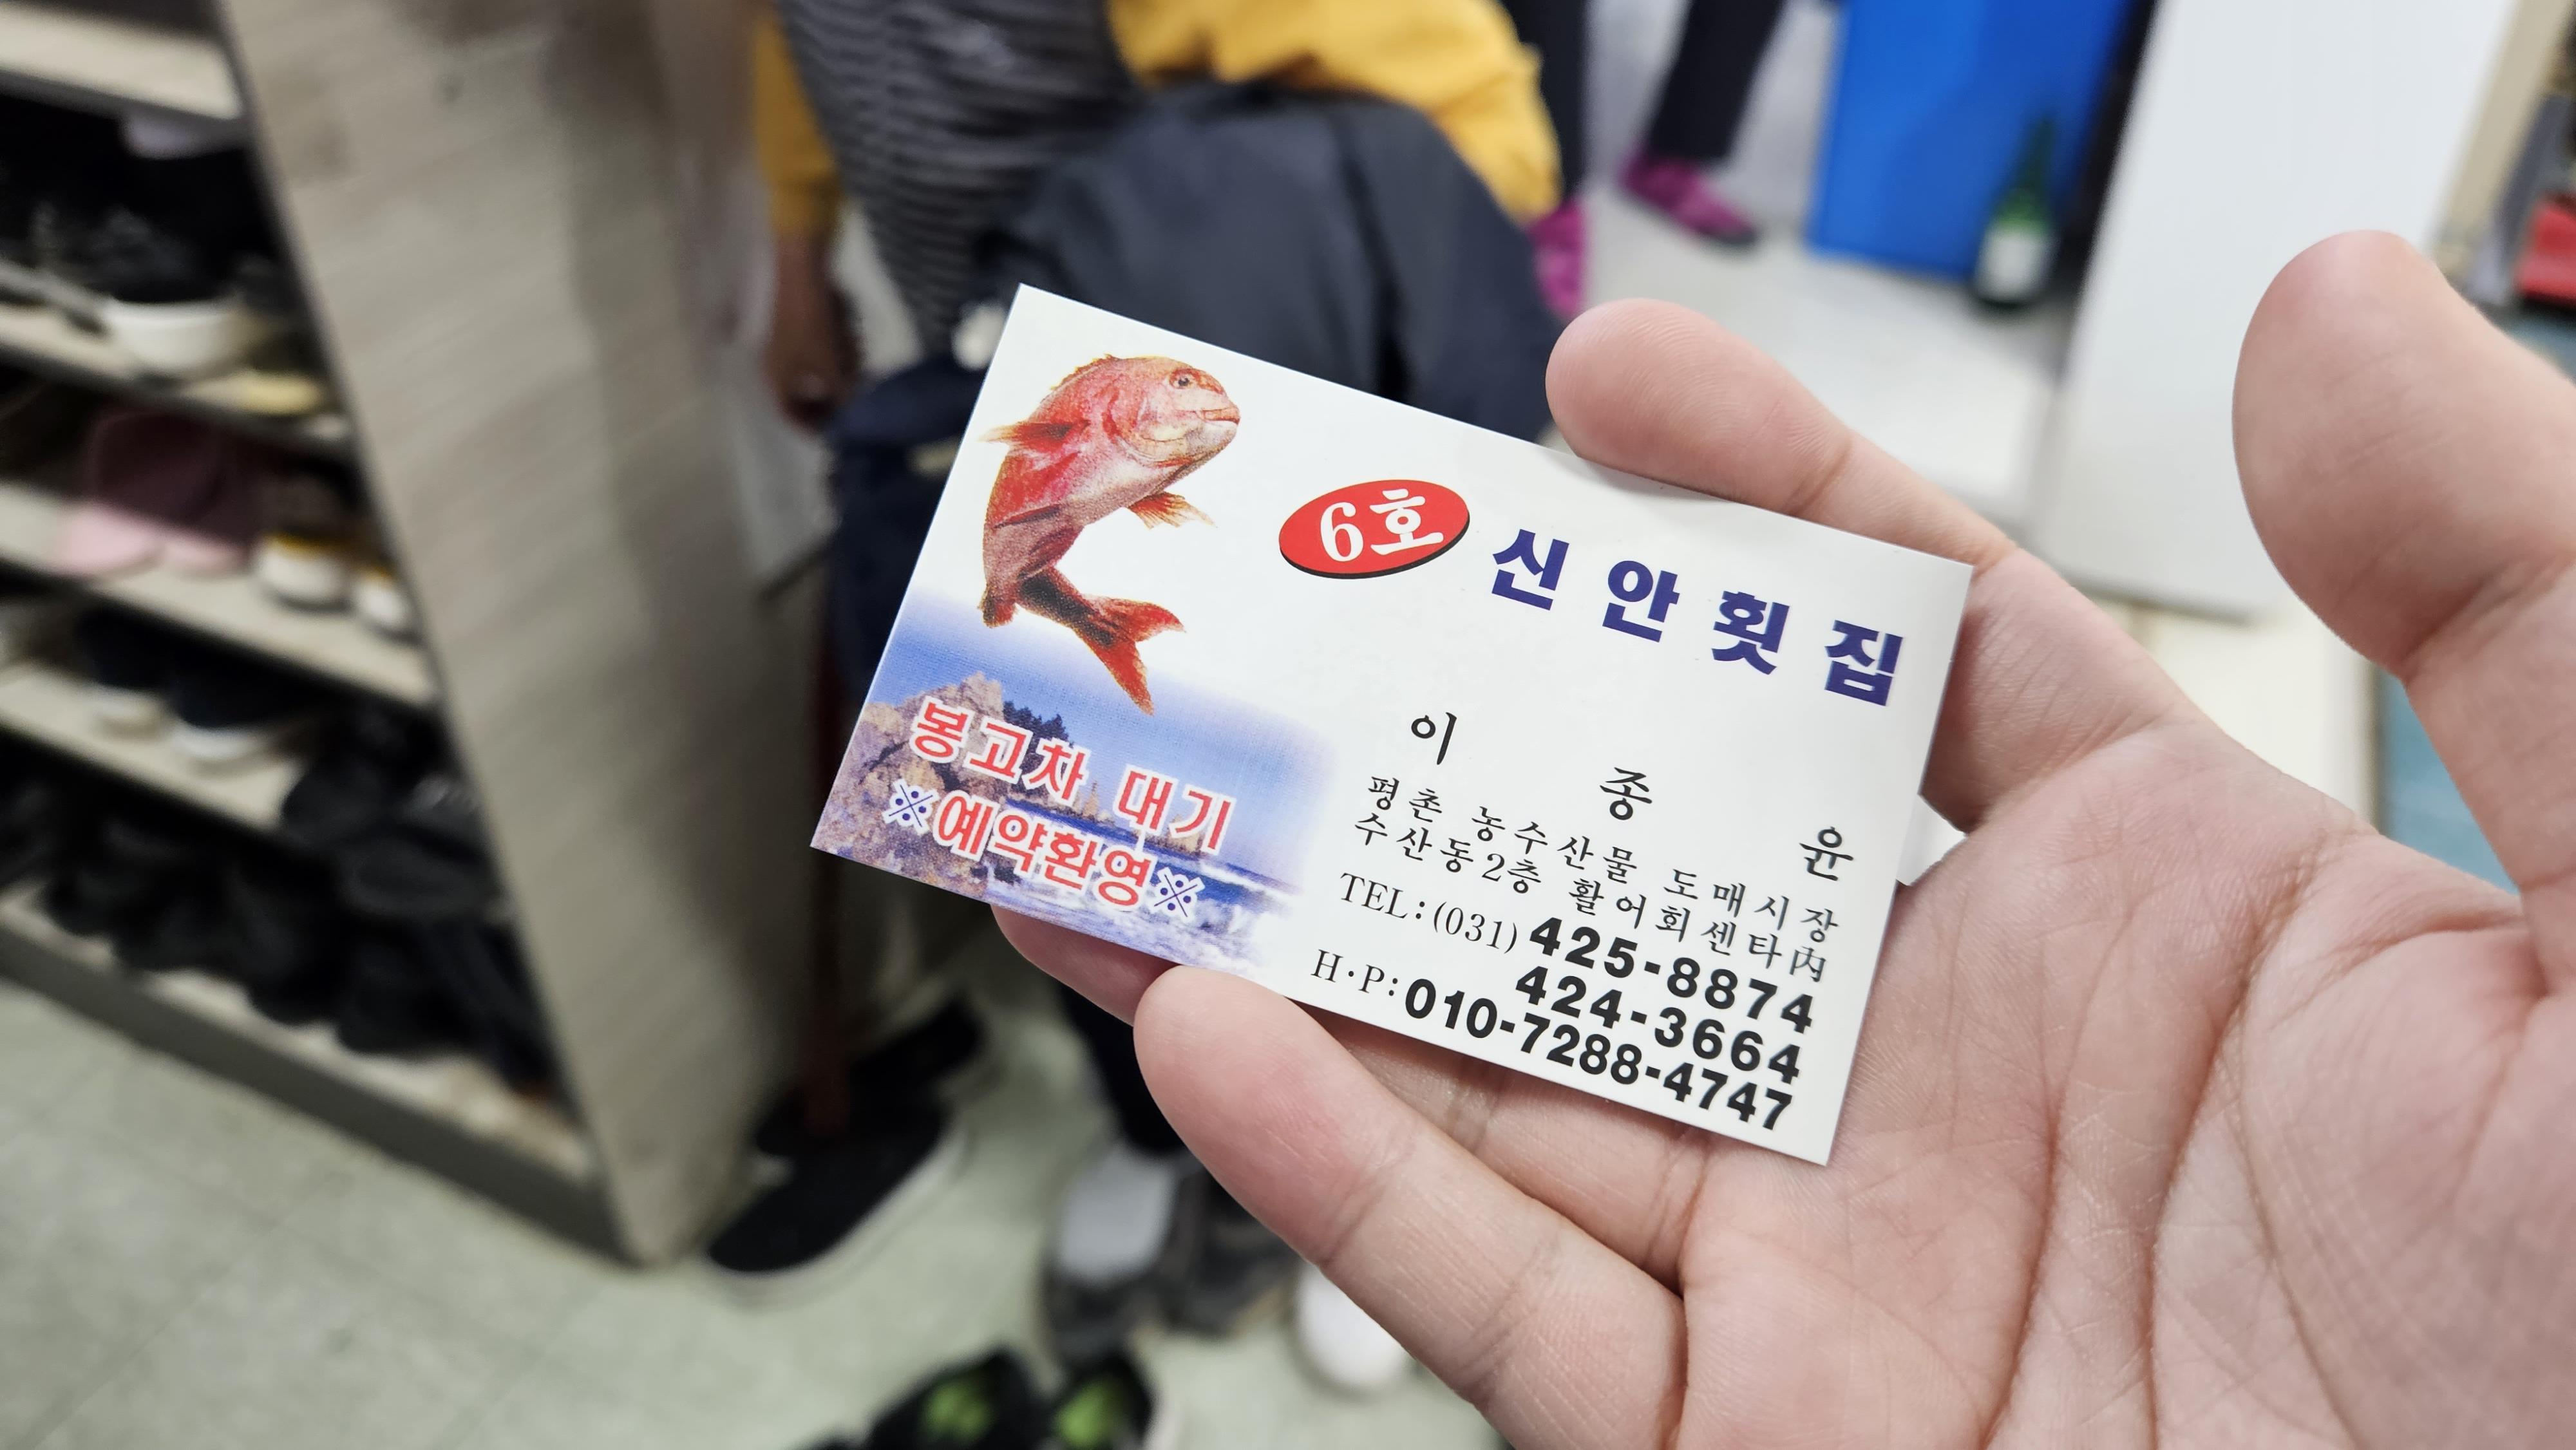 6호 신안횟집
이종윤
평촌 농수산물 도매시장
수산동2층 활어회센타內
TEL:(031)425-8874
424-3664
H·P:010-7288-4747
봉고차 대기
※예약환영※